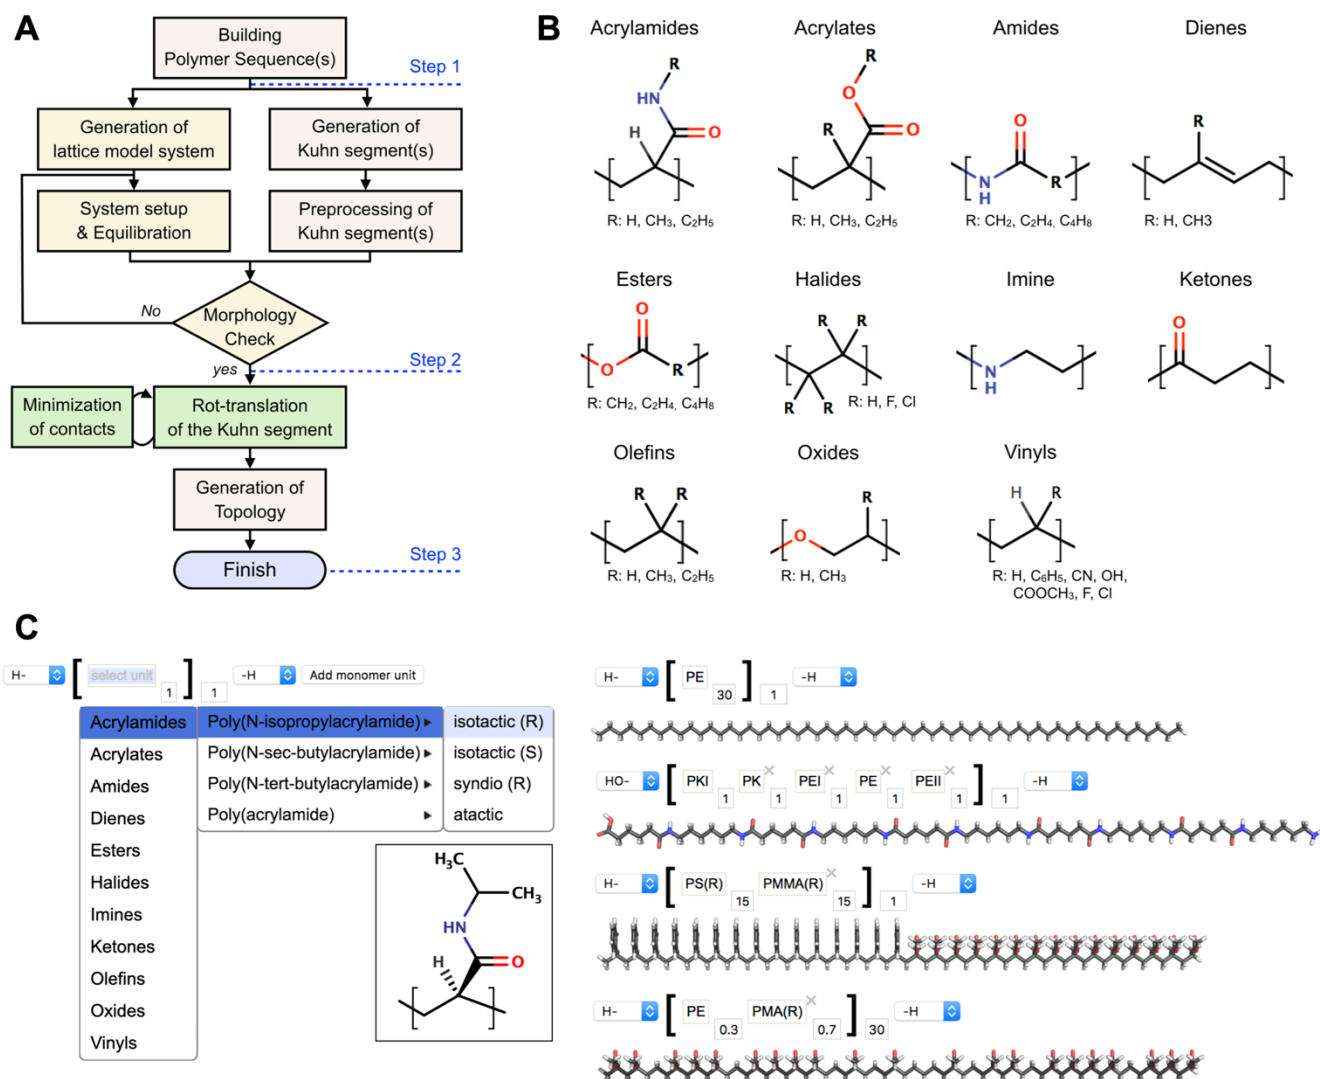 A
Building
Polymer Sequence(s)
Step 1
Generation of
lattice model system
Generation of
Kuhn segment(s)
System setup
& Equilibration
Preprocessing of
Kuhn segment(s)
No
Morphology
Check
yes
Step 2
Minimization
of contacts
Rot-translation
of the Kuhn segment
Generation of
Topology
Finish
Step 3
B
Acrylamides
R
HN
H
O
R: H, CH₃, C₂H₅
Acrylates
R
O
R
O
R: H, CH₃, C₂H₅
Amides
O
N
H
R
R: CH₂, C₂H₄, C₄H₈
Dienes
R
R: H, CH3
Esters
O
O
R
R: CH₂, C₂H₄, C₄H₈
Halides
R R
R R
R: H, F, Cl
Imine
N
H
Ketones
O
Olefins
R R
R: H, CH₃, C₂H₅
Oxides
R
O
R: H, CH₃
Vinyls
H R
R: H, C₆H₅, CN, OH,
COOCH₃, F, Cl
C
H- [ select unit 1 ] 1 -H Add monomer unit
Acrylamides
Acrylates
Amides
Dienes
Esters
Halides
Imines
Ketones
Olefins
Oxides
Vinyls
Poly(N-isopropylacrylamide)
Poly(N-sec-butylacrylamide)
Poly(N-tert-butylacrylamide)
Poly(acrylamide)
isotactic (R)
isotactic (S)
syndio (R)
atactic
H₃C
CH₃
HN
H
O
H- [ PE 30 ] 1 -H
HO- [ PKI 1 PK 1 PEI 1 PE 1 PEII 1 ] 1 -H
H- [ PS(R) 15 PMMA(R) 15 ] 1 -H
H- [ PE 0.3 PMA(R) 0.7 ] 30 -H